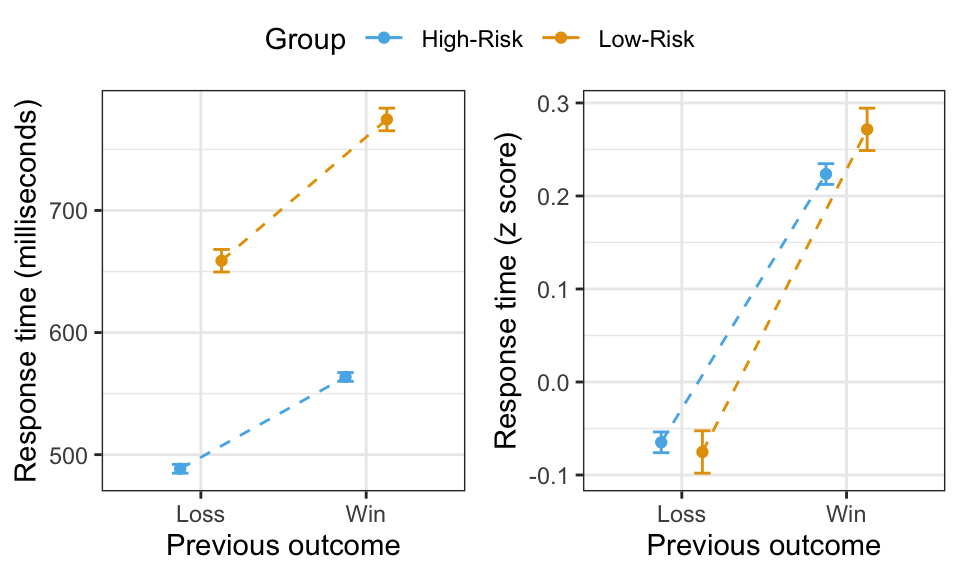 Group High-Risk Low-Risk
Response time (milliseconds)
700
600
500
Loss Win
Previous outcome
Response time (z score)
0.3
0.2
0.1
0.0
-0.1
Loss Win
Previous outcome